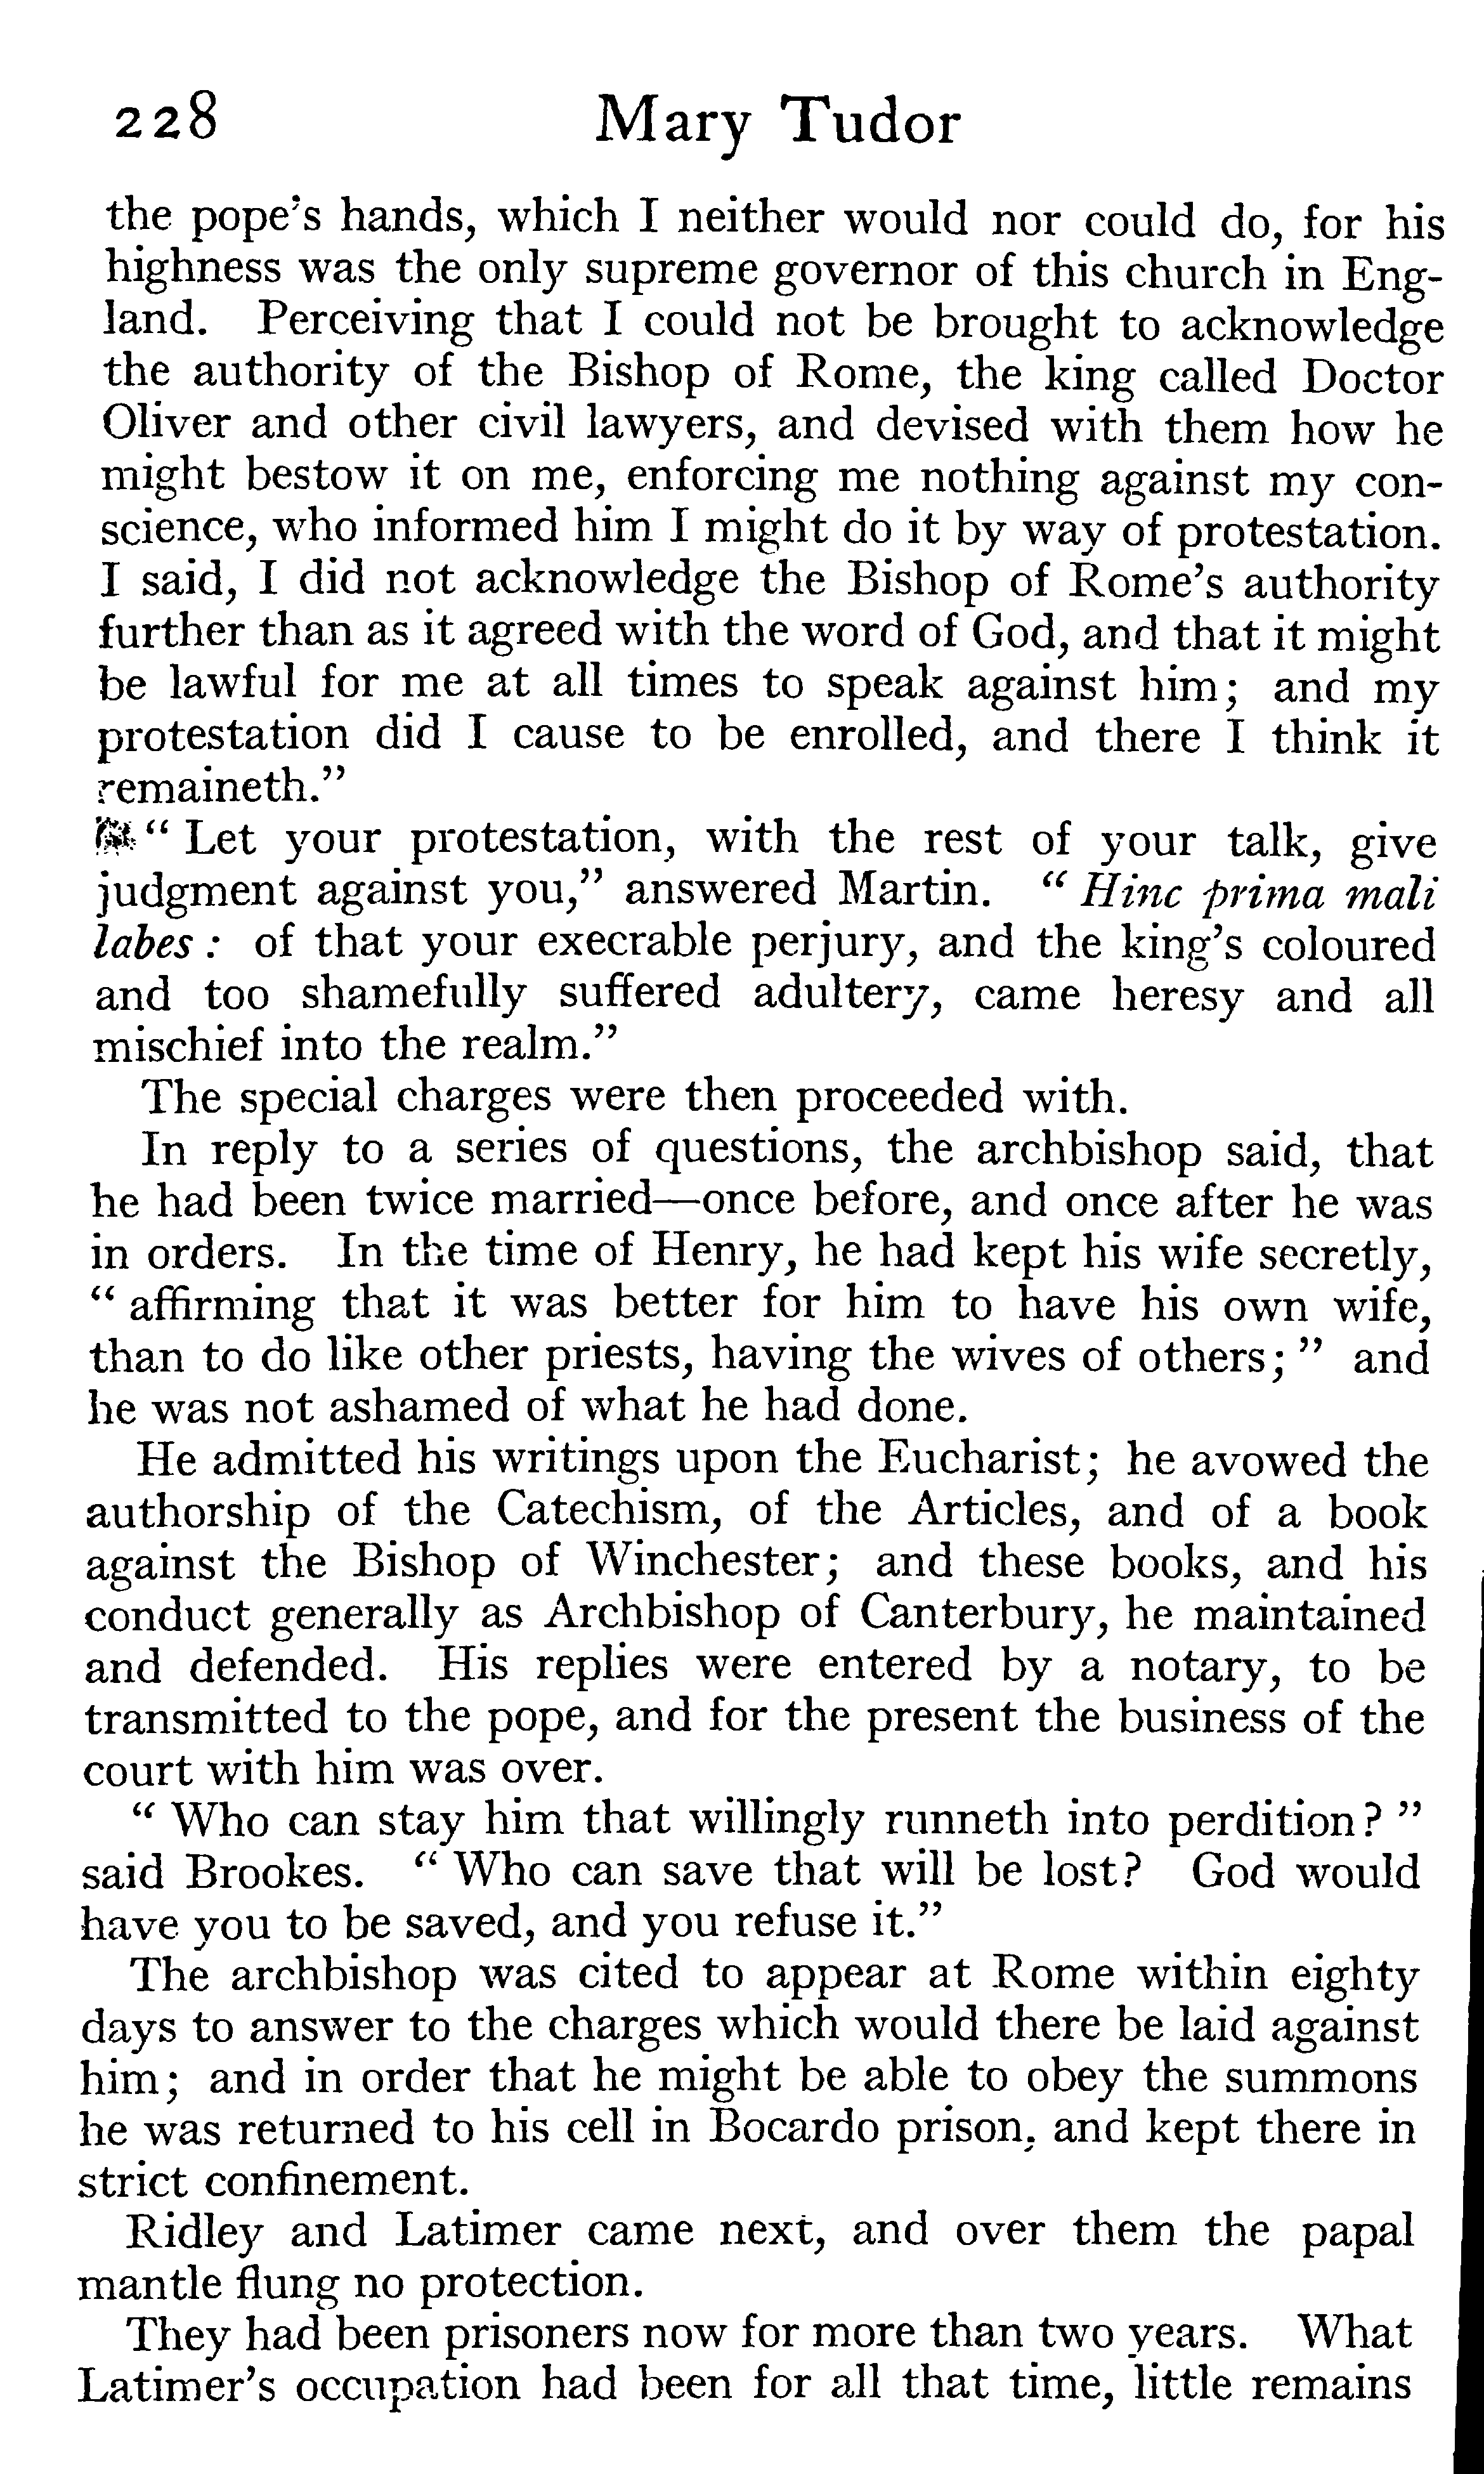 228 Mary Tudor
the pope's hands, which I neither would nor could do, for his
highness was the only supreme governor of this church in Eng-
land. Perceiving that I could not be brought to acknowledge
the authority of the Bishop of Rome, the king called Doctor
Oliver and other civil lawyers, and devised with them how he
might bestow it on me, enforcing me nothing against my con-
science, who informed him I might do it by way of protestation.
I said, I did not acknowledge the Bishop of Rome's authority
further than as it agreed with the word of God, and that it might
be lawful for me at all times to speak against him; and my
protestation did I cause to be enrolled, and there I think it
remaineth."
"Let your protestation, with the rest of your talk, give
judgment against you," answered Martin. "Hinc prima mali
labes: of that your execrable perjury, and the king's coloured
and too shamefully suffered adultery, came heresy and all
mischief into the realm."
The special charges were then proceeded with.
In reply to a series of questions, the archbishop said, that
he had been twice married—once before, and once after he was
in orders. In the time of Henry, he had kept his wife secretly,
"affirming that it was better for him to have his own wife,
than to do like other priests, having the wives of others;" and
he was not ashamed of what he had done.
He admitted his writings upon the Eucharist; he avowed the
authorship of the Catechism, of the Articles, and of a book
against the Bishop of Winchester; and these books, and his
conduct generally as Archbishop of Canterbury, he maintained
and defended. His replies were entered by a notary, to be
transmitted to the pope, and for the present the business of the
court with him was over.
"Who can stay him that willingly runneth into perdition?"
said Brookes. "Who can save that will be lost? God would
have you to be saved, and you refuse it."
The archbishop was cited to appear at Rome within eighty
days to answer to the charges which would there be laid against
him; and in order that he might be able to obey the summons
he was returned to his cell in Bocardo prison, and kept there in
strict confinement.
Ridley and Latimer came next, and over them the papal
mantle flung no protection.
They had been prisoners now for more than two years. What
Latimer's occupation had been for all that time, little remains